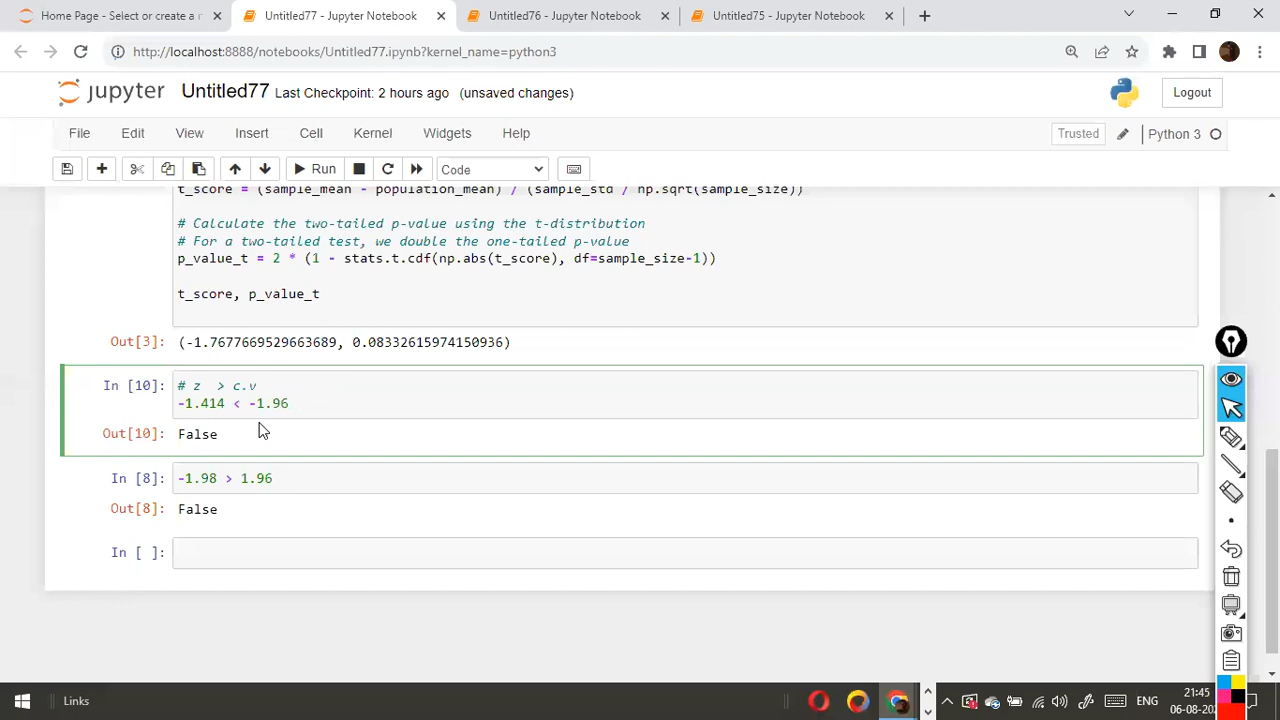 Home Page - Select or create a n
Untitled77 - Jupyter Notebook
Untitled76 - Jupyter Notebook
Untitled75 - Jupyter Notebook
http://localhost:8888/notebooks/Untitled77.ipynb?kernel_name=python3
jupyter Untitled77 Last Checkpoint: 2 hours ago (unsaved changes)
Logout
File Edit View Insert Cell Kernel Widgets Help
Trusted Python 3
Run Code
t_score = (sample_mean - population_mean) / (sample_std / np.sqrt(sample_size))
# Calculate the two-tailed p-value using the t-distribution
# For a two-tailed test, we double the one-tailed p-value
p_value_t = 2 * (1 - stats.t.cdf(np.abs(t_score), df=sample_size-1))
t_score, p_value_t
Out[3]: (-1.7677669529663689, 0.08332615974150936)
In [10]: # z  > c.v
-1.414 < -1.96
Out[10]: False
In [8]: -1.98 > 1.96
Out[8]: False
In [ ]:
Links
ENG
21:45
06-08-202